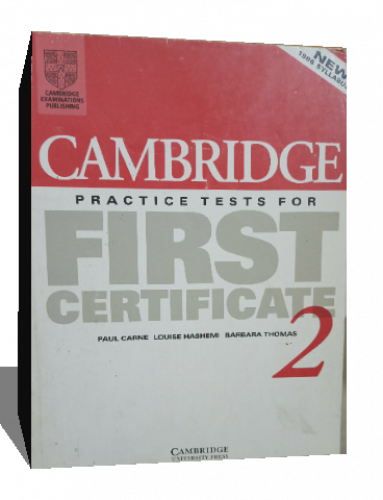 CAMBRIDGE
EXAMINATIONS
PUBLISHING
NEW
1996 SYLLABUS
CAMBRIDGE
PRACTICE TESTS FOR
FIRST
CERTIFICATE
2
PAUL CARNE LOUISE HASHEMI BARBARA THOMAS
CAMBRIDGE
UNIVERSITY PRESS